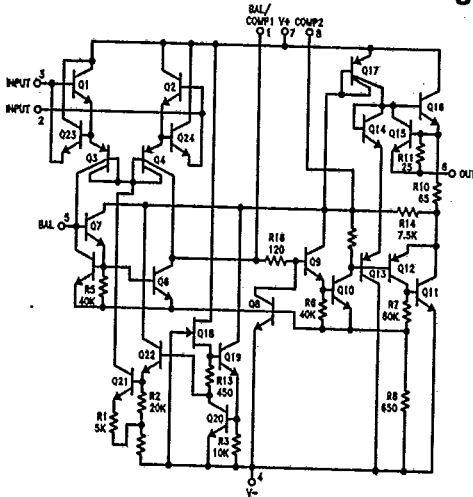 BAL/
COMP1 V+ COMP2
1 7 8
INPUT 3
Q1
Q2
Q17
Q16
INPUT
2
Q23
Q24
Q14
Q15
R11
25
6
OUT
Q3
Q4
R10
65
BAL 5
Q7
R14
7.5K
R16
120
Q9
Q13
Q12
R5
40K
Q6
Q8
R6
40K
Q10
R7
80K
Q11
Q18
Q22
Q19
Q21
R2
20K
R13
450
R8
650
R1
5K
Q20
R3
10K
4
V-